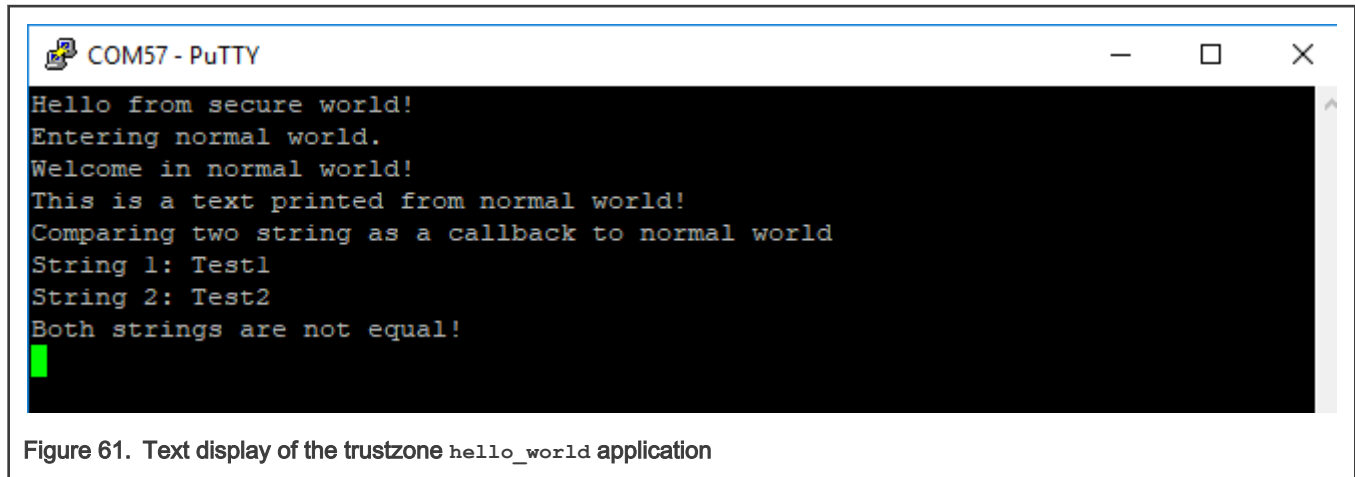 COM57 - PuTTY
Hello from secure world!
Entering normal world.
Welcome in normal world!
This is a text printed from normal world!
Comparing two string as a callback to normal world
String 1: Test1
String 2: Test2
Both strings are not equal!
Figure 61. Text display of the trustzone hello_world application